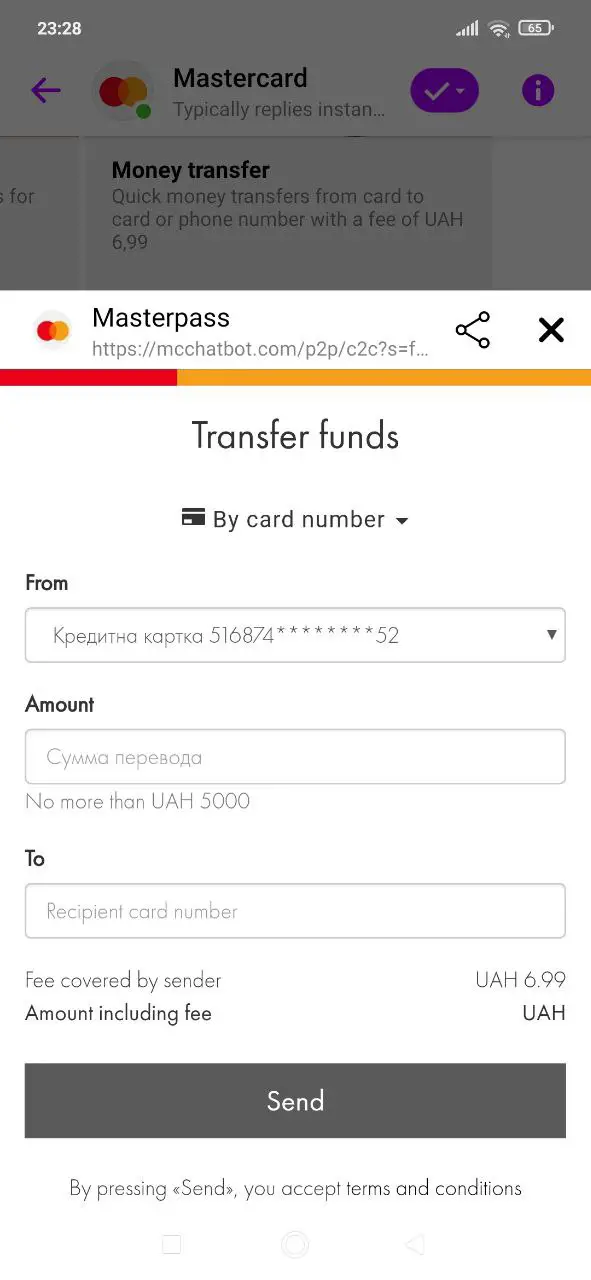 23:28
65
Mastercard
Typically replies instan...
s for
Money transfer
Quick money transfers from card to
card or phone number with a fee of UAH
6,99
Masterpass
https://mcchatbot.com/p2p/c2c?s=f...
Transfer funds
By card number
From
Кредитна картка 516874********52
Amount
Сумма перевода
No more than UAH 5000
To
Recipient card number
Fee covered by sender UAH 6.99
Amount including fee UAH
Send
By pressing «Send», you accept terms and conditions